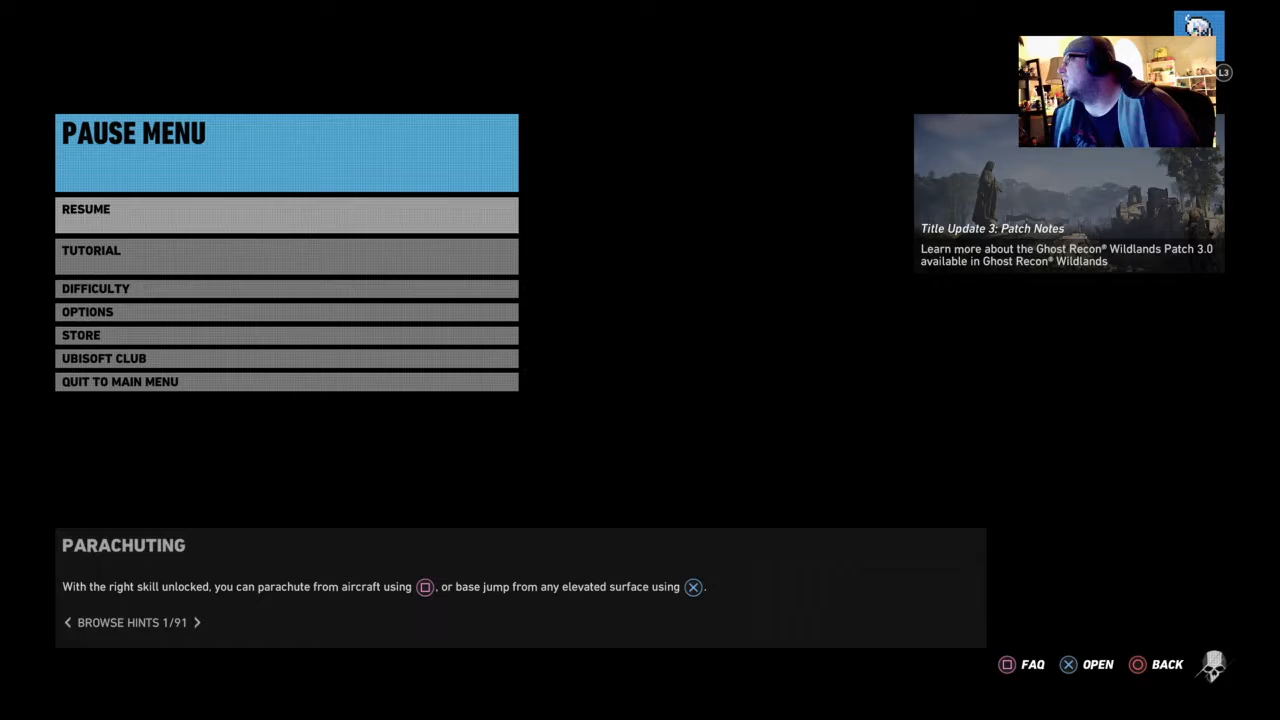 L3
PAUSE MENU
RESUME
TUTORIAL
DIFFICULTY
OPTIONS
STORE
UBISOFT CLUB
QUIT TO MAIN MENU
Title Update 3: Patch Notes
Learn more about the Ghost Recon® Wildlands Patch 3.0
available in Ghost Recon® Wildlands
PARACHUTING
With the right skill unlocked, you can parachute from aircraft using , or base jump from any elevated surface using .
BROWSE HINTS 1/91
FAQ OPEN BACK